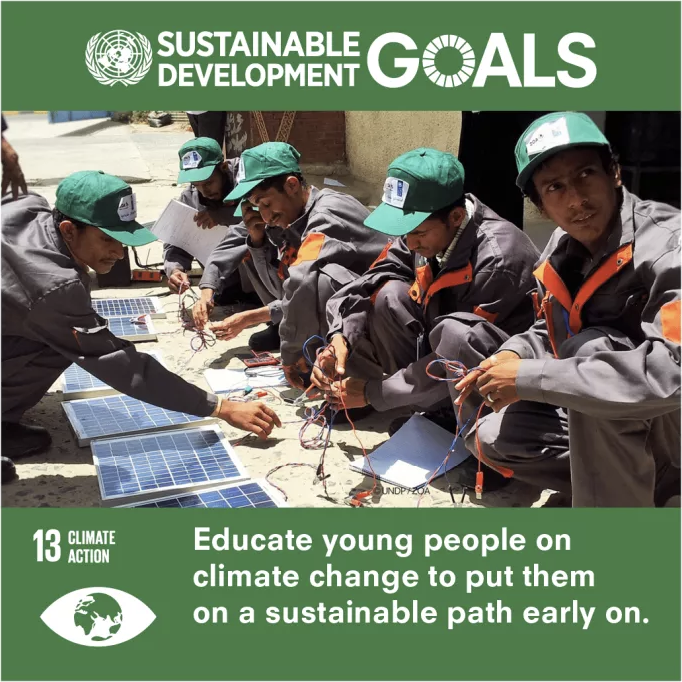 SUSTAINABLE
DEVELOPMENT
GOALS
© UNDP / ZOA
13 CLIMATE
ACTION
Educate young people on
climate change to put them
on a sustainable path early on.